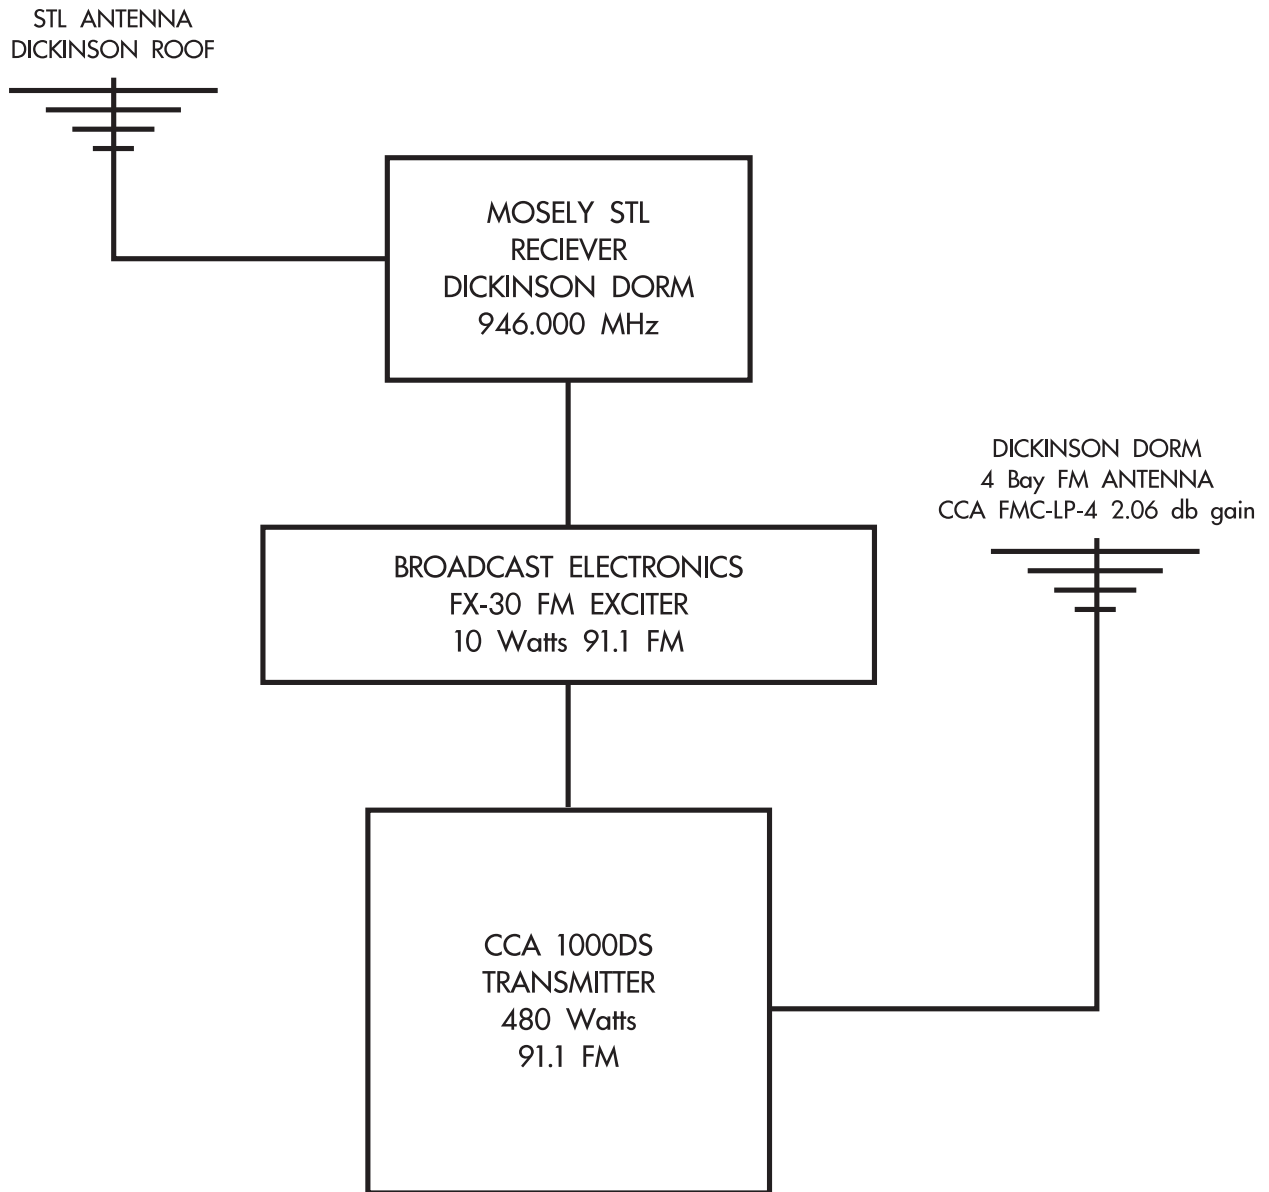 STL ANTENNA
DICKINSON ROOF
MOSELY STL
RECIEVER
DICKINSON DORM
946.000 MHz
DICKINSON DORM
4 Bay FM ANTENNA
CCA FMC-LP-4 2.06 db gain
BROADCAST ELECTRONICS
FX-30 FM EXCITER
10 Watts 91.1 FM
CCA 1000DS
TRANSMITTER
480 Watts
91.1 FM